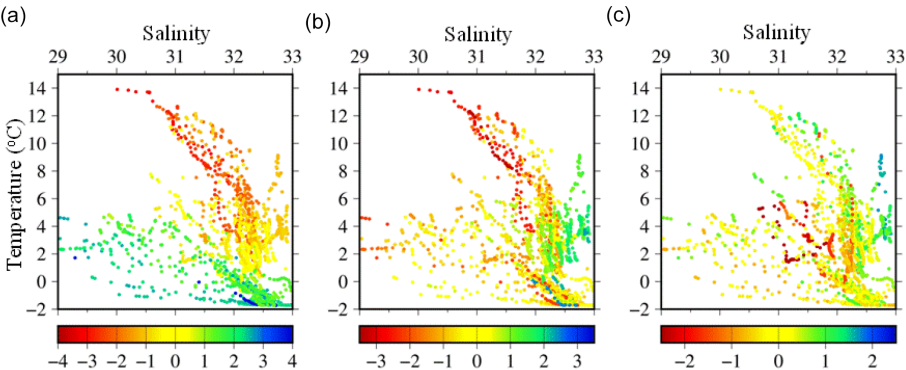 (a) (b) (c)
Salinity Salinity Salinity
29 30 31 32 33 29 30 31 32 33 29 30 31 32 33
14 14 14
12 12 12
10 10 10
8 8 8
6 6 6
4 4 4
2 2 2
0 0 0
−2 −2 −2
Temperature (⁰C)
−4 −3 −2 −1 0 1 2 3 4 −3 −2 −1 0 1 2 3 −2 −1 0 1 2